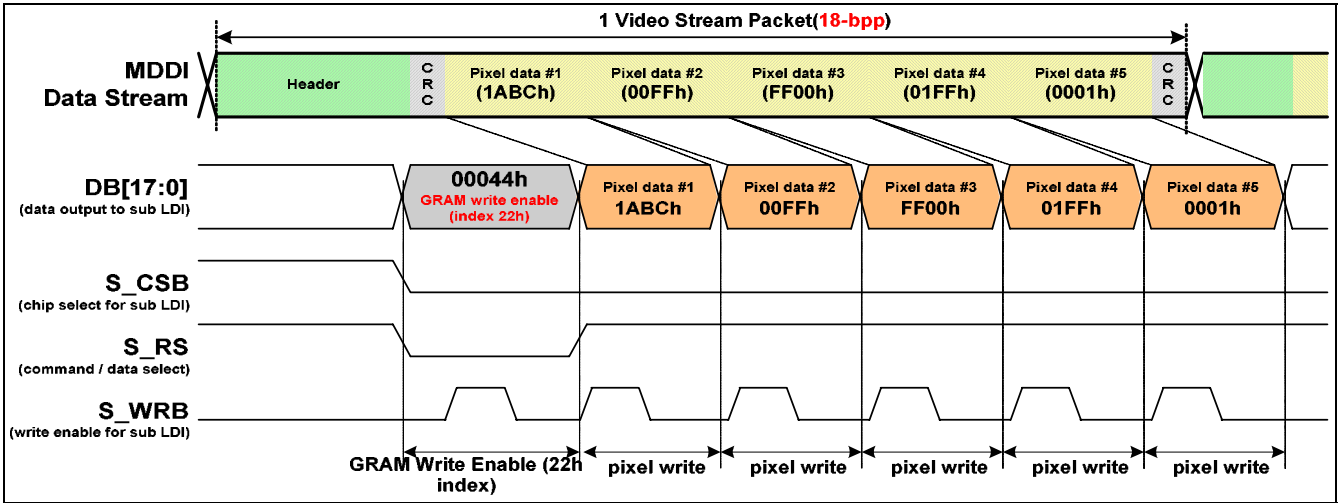 1 Video Stream Packet(18-bpp)
MDDI
Data Stream
Header
C
R
C
Pixel data #1
(1ABCh)
Pixel data #2
(00FFh)
Pixel data #3
(FF00h)
Pixel data #4
(01FFh)
Pixel data #5
(0001h)
C
R
C
DB[17:0]
(data output to sub LDI)
00044h
GRAM write enable
(index 22h)
Pixel data #1
1ABCh
Pixel data #2
00FFh
Pixel data #3
FF00h
Pixel data #4
01FFh
Pixel data #5
0001h
S_CSB
(chip select for sub LDI)
S_RS
(command / data select)
S_WRB
(write enable for sub LDI)
GRAM Write Enable (22h
index)
pixel write
pixel write
pixel write
pixel write
pixel write